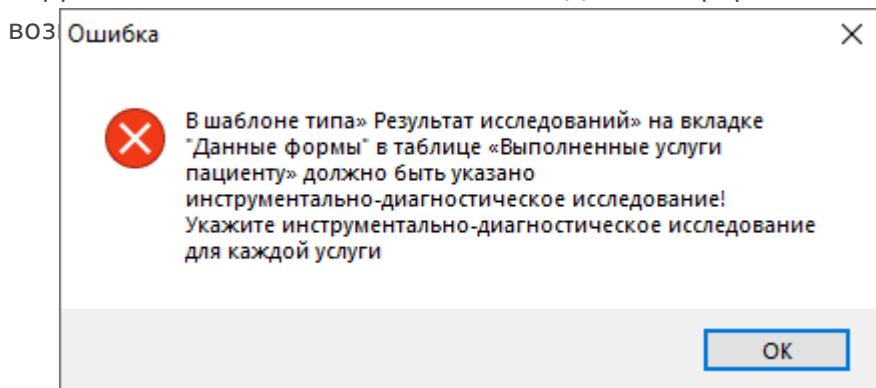 воз
Ошибка
В шаблоне типа» Результат исследований» на вкладке
"Данные формы" в таблице «Выполненные услуги
пациенту» должно быть указано
инструментально-диагностическое исследование!
Укажите инструментально-диагностическое исследование
для каждой услуги
ОК